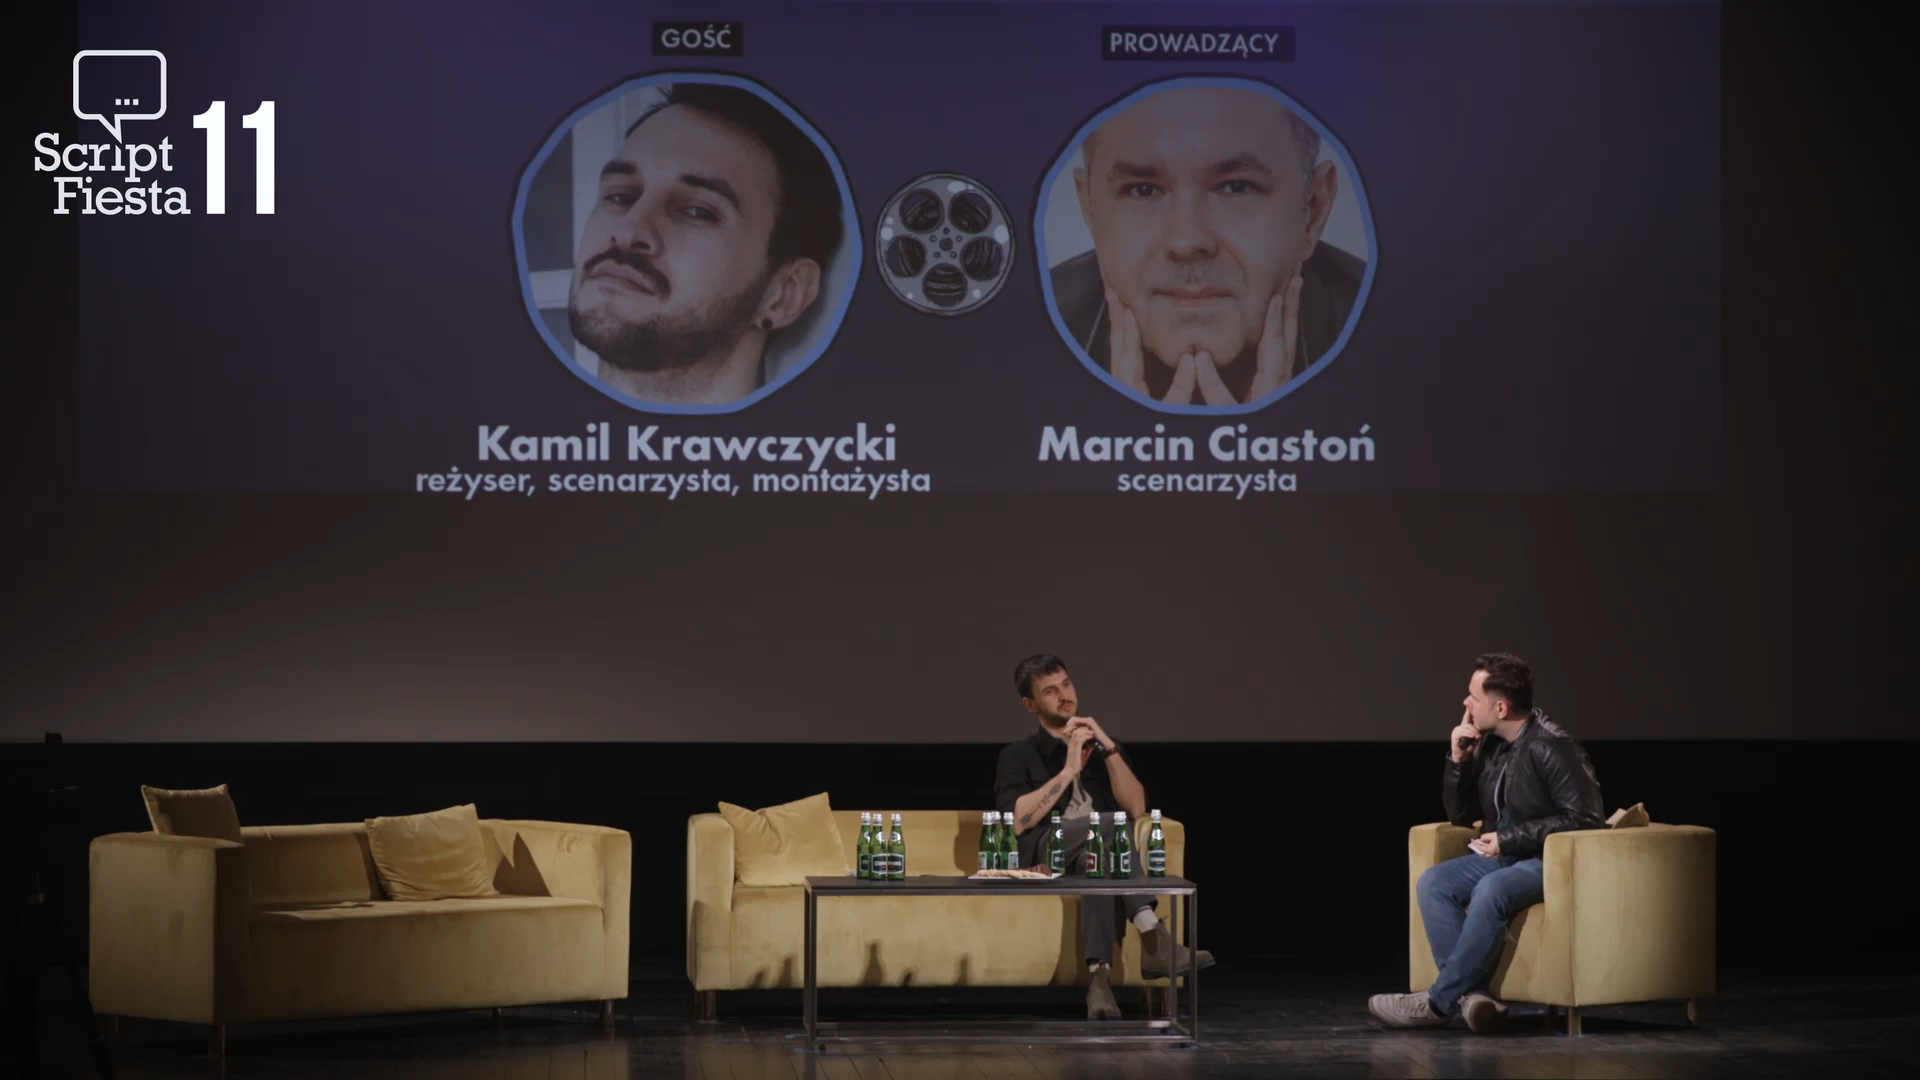 Script
Fiesta
11
GOŚĆ
PROWADZĄCY
Kamil Krawczycki
reżyser, scenarzysta, montażysta
Marcin Ciastoń
scenarzysta